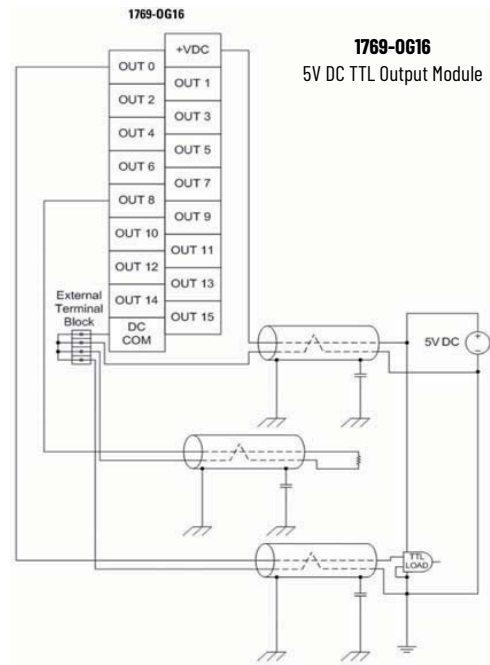 1769-OG16
1769-OG16
5V DC TTL Output Module
+VDC
OUT 0
OUT 1
OUT 2
OUT 3
OUT 4
OUT 5
OUT 6
OUT 7
OUT 8
OUT 9
OUT 10
OUT 11
OUT 12
OUT 13
OUT 14
OUT 15
DC
COM
External
Terminal
Block
5V DC
+
-
TTL
LOAD